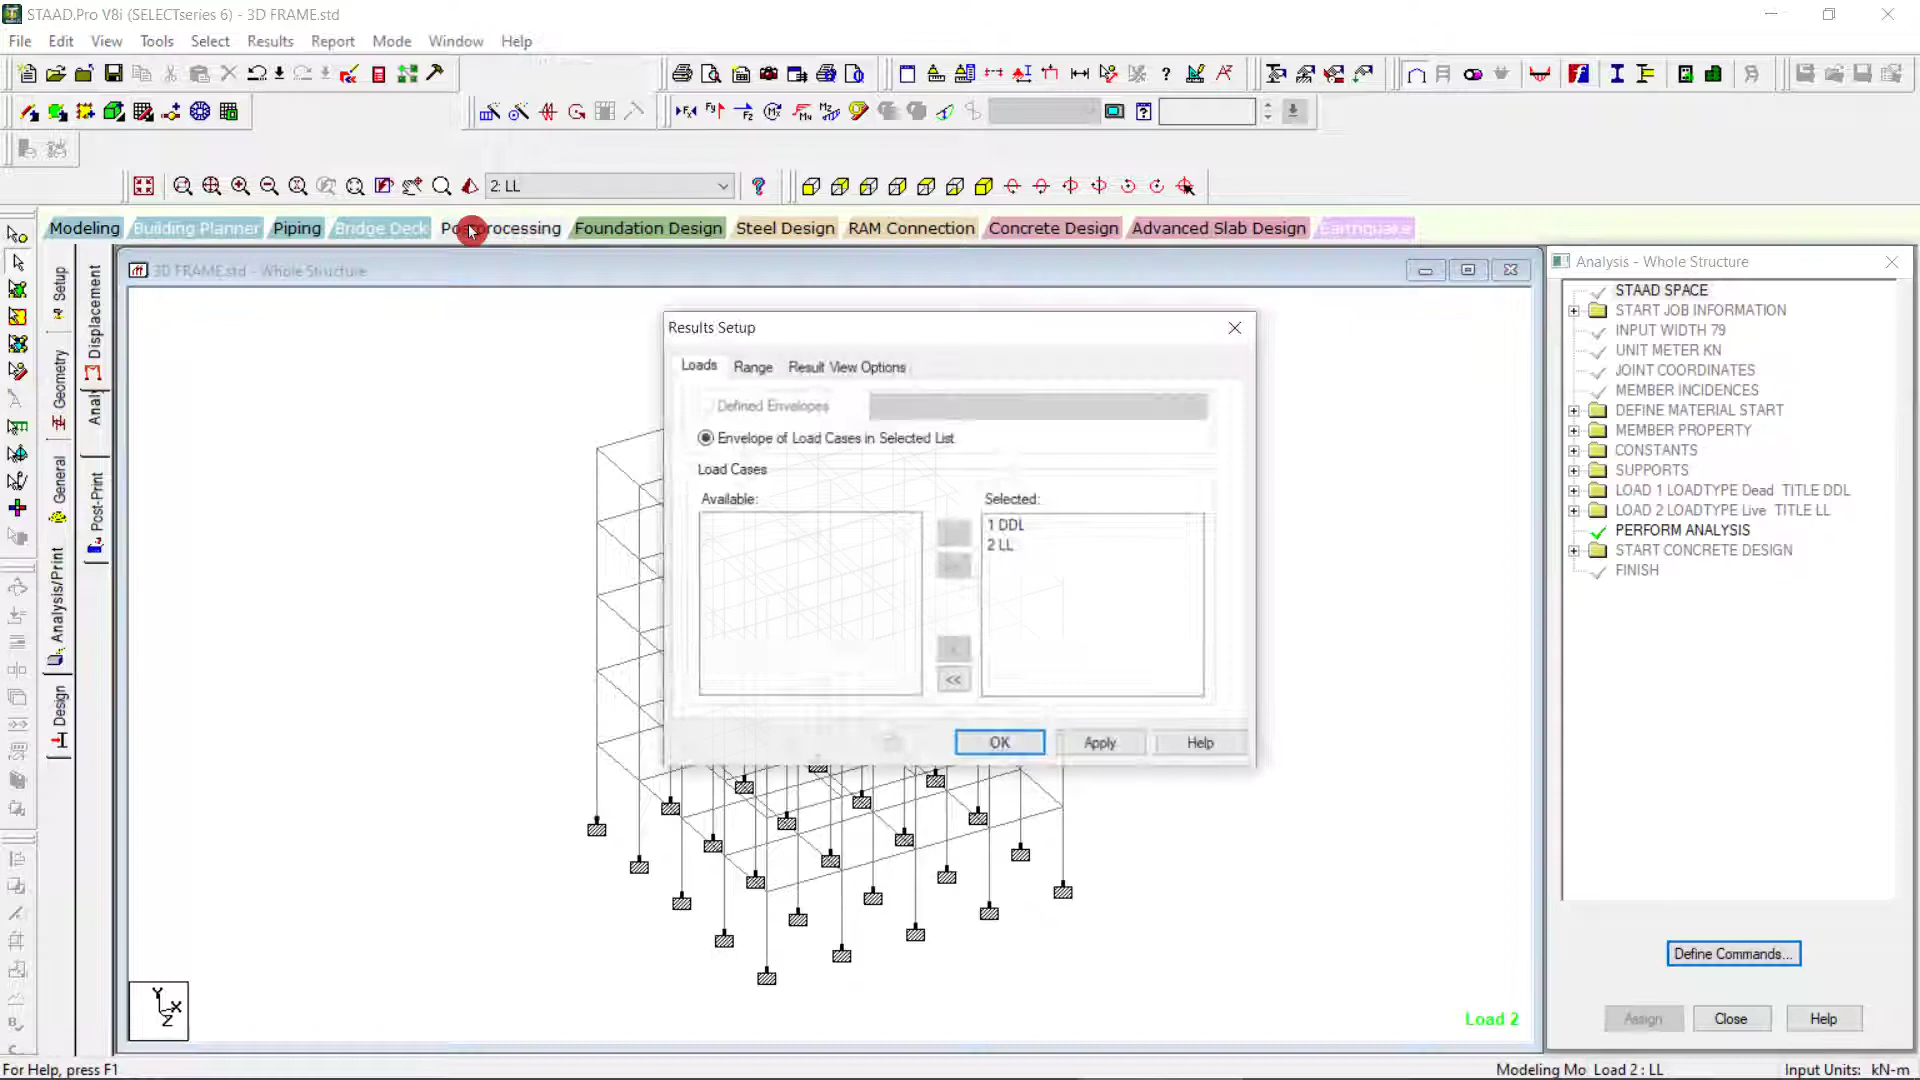 STAAD.Pro V8i (SELECTseries 6) - 3D FRAME.std
File Edit View Tools Select Results Report Mode Window Help
2: LL
Modeling Building Planner Piping Bridge Deck Postprocessing Foundation Design Steel Design RAM Connection Concrete Design Advanced Slab Design Earthquake
Setup
Geometry
General
Analysis/Print
Design
Displacement
Anal
Post-Print
3D FRAME.std - Whole Structure
Results Setup
Loads Range Result View Options
Defined Envelopes
Envelope of Load Cases in Selected List
Load Cases
Available: Selected:
1 DDL
2 LL
<<
OK Apply Help
Y
X
Z
Load 2
Analysis - Whole Structure
STAAD SPACE
START JOB INFORMATION
INPUT WIDTH 79
UNIT METER KN
JOINT COORDINATES
MEMBER INCIDENCES
DEFINE MATERIAL START
MEMBER PROPERTY
CONSTANTS
SUPPORTS
LOAD 1 LOADTYPE Dead TITLE DDL
LOAD 2 LOADTYPE Live TITLE LL
PERFORM ANALYSIS
START CONCRETE DESIGN
FINISH
Define Commands...
Assign Close Help
For Help, press F1
Modeling Mo Load 2 : LL Input Units: kN-m